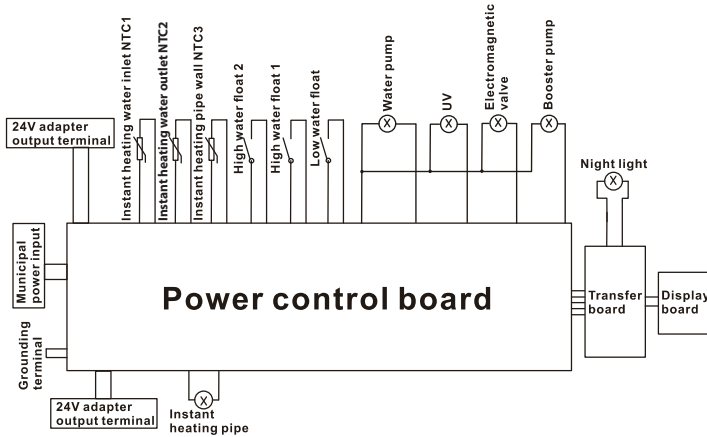 Instant heating water inlet NTC1
Instant heating water outlet NTC2
Instant heating pipe wall NTC3
High water float 2
High water float 1
Low water float
Water pump
UV
Electromagnetic
valve
Booster pump
24V adapter
output terminal
Night light
Municipal
power input
Power control board
Transfer
board
Display
board
Grounding
terminal
24V adapter
output terminal
Instant
heating pipe